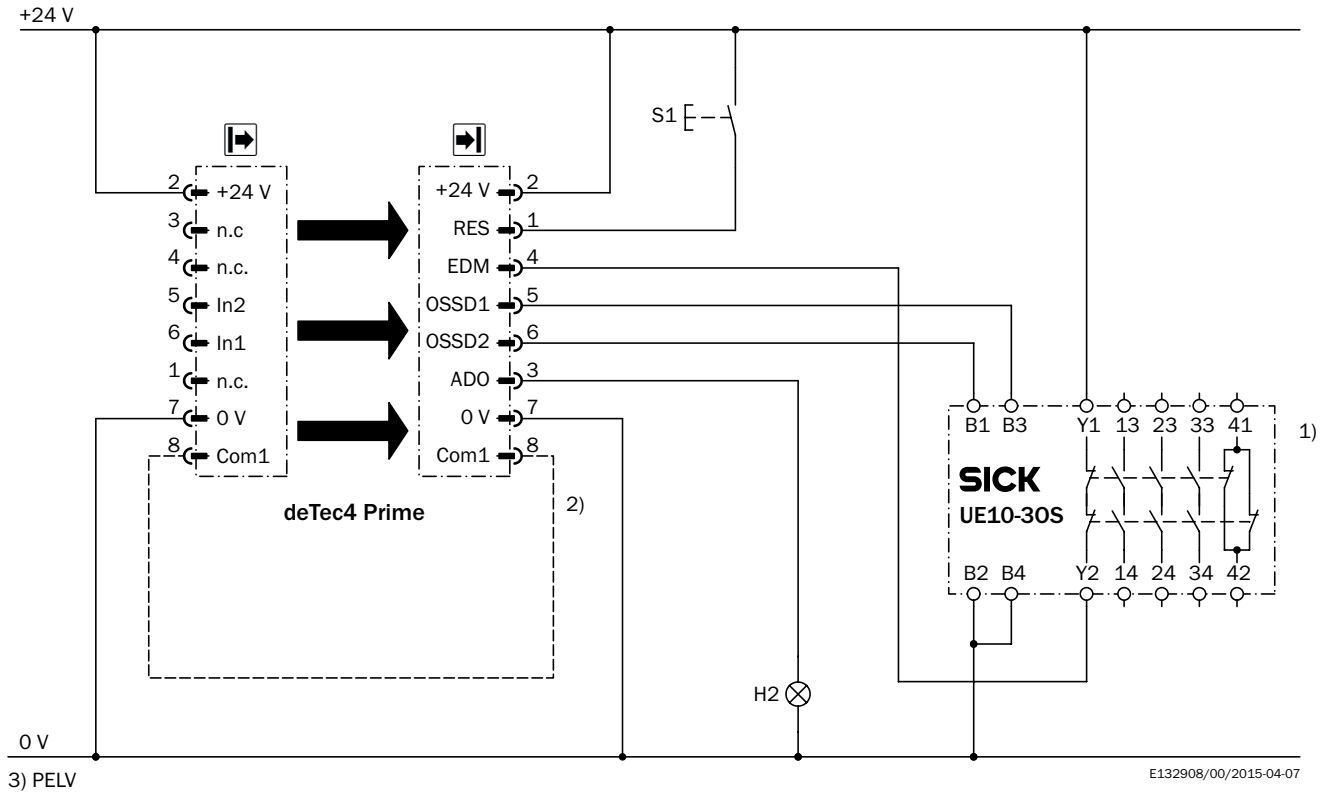 +24 V
S1
2 +24 V
3 n.c
4 n.c.
5 In2
6 In1
1 n.c.
7 0 V
8 Com1
+24 V 2
RES 1
EDM 4
OSSD1 5
OSSD2 6
ADO 3
0 V 7
Com1 8
deTec4 Prime
2)
B1 B3 Y1 13 23 33 41
1)
SICK
UE10-30S
B2 B4 Y2 14 24 34 42
H2
0 V
3) PELV
E132908/00/2015-04-07